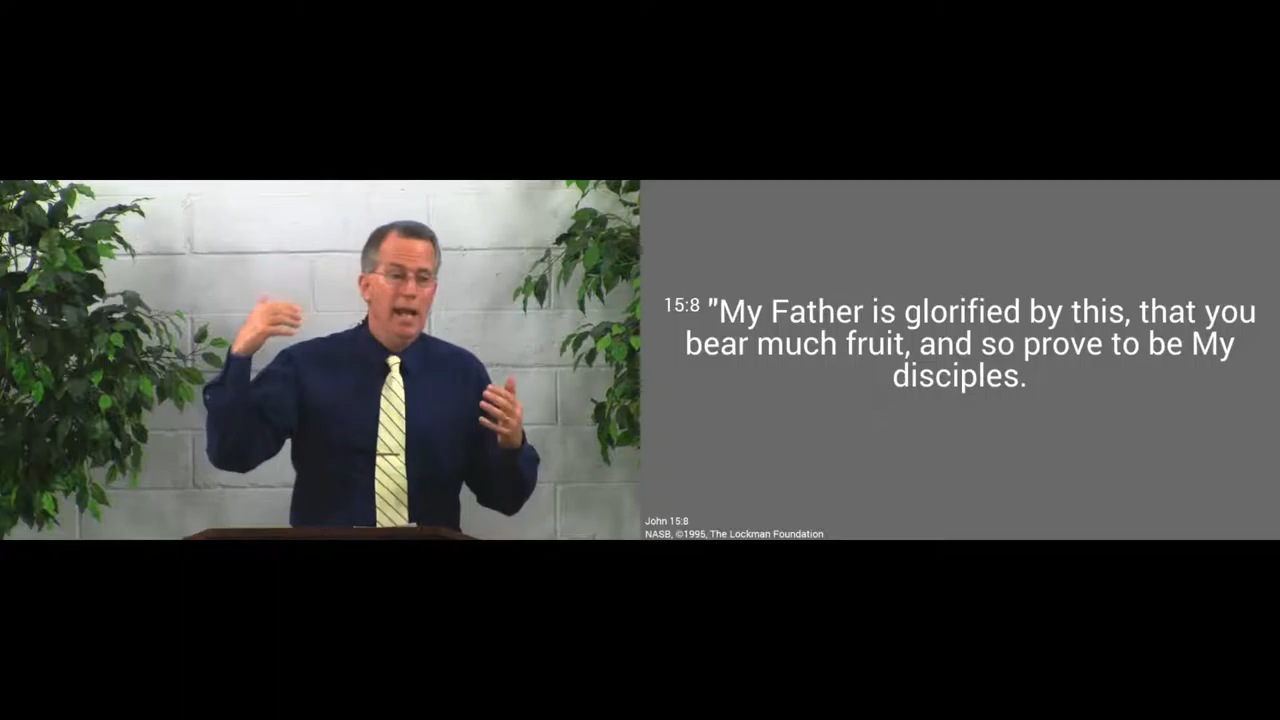 15:8 "My Father is glorified by this, that you
bear much fruit, and so prove to be My
disciples.
John 15:8
NASB, ©1995, The Lockman Foundation